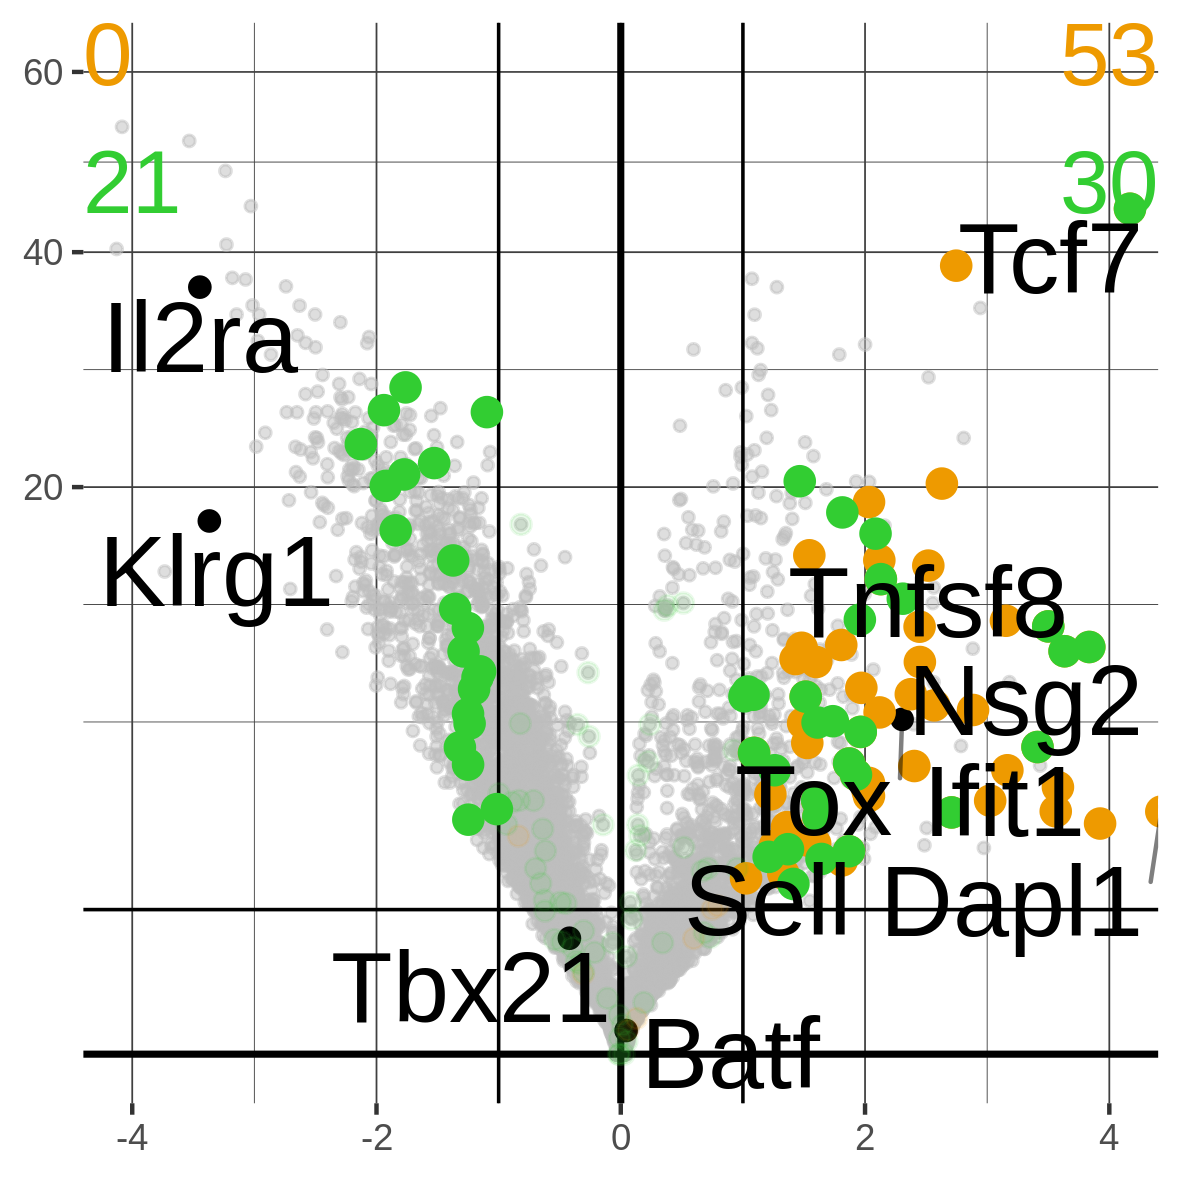 0 53
60
21 30
Tcf7
40
Il2ra
20
Klrg1
Tnfsf8
Nsg2
Tox Ifit1
Sell Dapl1
Tbx21
Batf
-4 -2 0 2 4